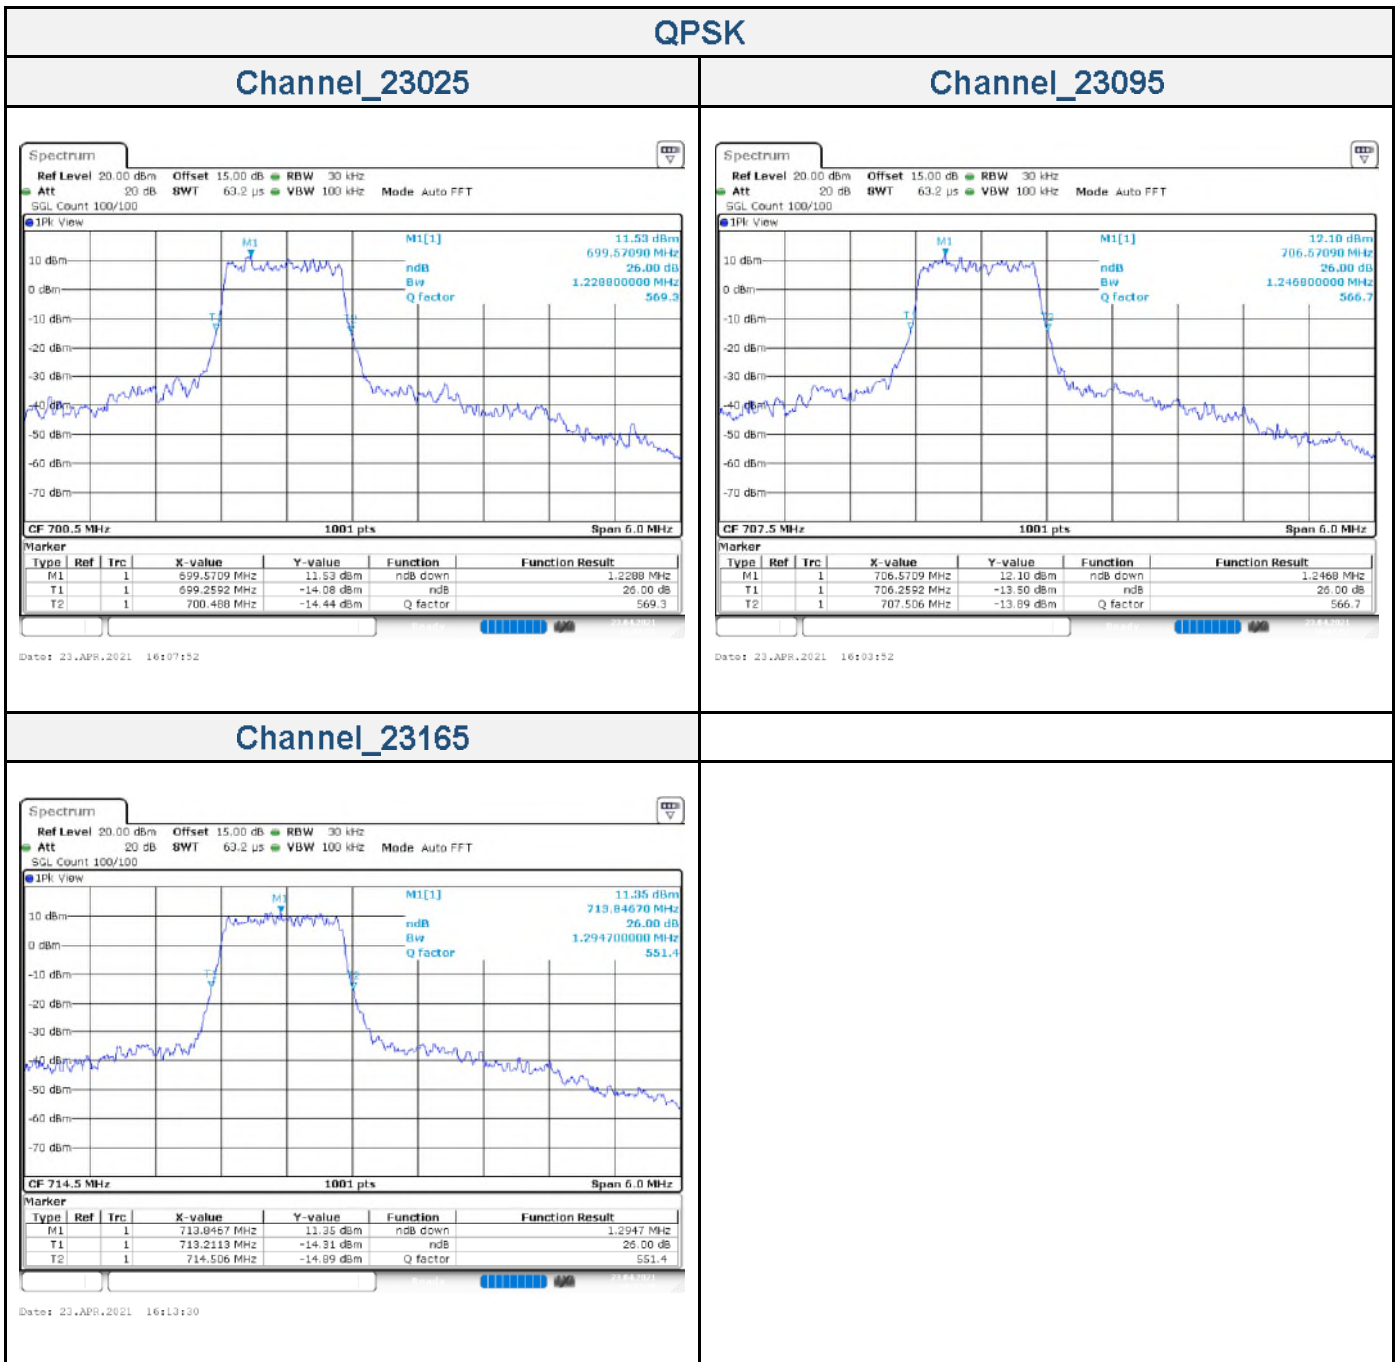 QPSK
Channel_23025
Spectrum
Ref Level 20.00 dBm Offset 15.00 dB RBW 30 kHz
Att 20 dB SWT 63.2 µs VBW 100 kHz Mode Auto FFT
SGL Count 100/100
1Pk View
M1
M1[1] 11.53 dBm
699.57090 MHz
ndB 26.00 dB
Bw 1.228800000 MHz
Q factor 569.3
10 dBm
0 dBm
-10 dBm
-20 dBm
-30 dBm
-40 dBm
-50 dBm
-60 dBm
-70 dBm
CF 700.5 MHz 1001 pts Span 6.0 MHz
Marker
Type Ref Trc X-value Y-value Function Function Result
M1 1 699.5709 MHz 11.53 dBm ndB down 1.2288 MHz
T1 1 699.2592 MHz -14.08 dBm ndB 26.00 dB
T2 1 700.488 MHz -14.44 dBm Q factor 569.3
Date: 23.APR.2021 16:07:52
Channel_23095
Spectrum
Ref Level 20.00 dBm Offset 15.00 dB RBW 30 kHz
Att 20 dB SWT 63.2 µs VBW 100 kHz Mode Auto FFT
SGL Count 100/100
1Pk View
M1
M1[1] 12.10 dBm
706.57090 MHz
ndB 26.00 dB
Bw 1.246800000 MHz
Q factor 566.7
10 dBm
0 dBm
-10 dBm
-20 dBm
-30 dBm
-40 dBm
-50 dBm
-60 dBm
-70 dBm
CF 707.5 MHz 1001 pts Span 6.0 MHz
Marker
Type Ref Trc X-value Y-value Function Function Result
M1 1 706.5709 MHz 12.10 dBm ndB down 1.2468 MHz
T1 1 706.2592 MHz -13.50 dBm ndB 26.00 dB
T2 1 707.506 MHz -13.89 dBm Q factor 566.7
Date: 23.APR.2021 16:03:52
Channel_23165
Spectrum
Ref Level 20.00 dBm Offset 15.00 dB RBW 30 kHz
Att 20 dB SWT 63.2 µs VBW 100 kHz Mode Auto FFT
SGL Count 100/100
1Pk View
M1
M1[1] 11.35 dBm
713.84670 MHz
ndB 26.00 dB
Bw 1.294700000 MHz
Q factor 551.4
10 dBm
0 dBm
-10 dBm
-20 dBm
-30 dBm
-40 dBm
-50 dBm
-60 dBm
-70 dBm
CF 714.5 MHz 1001 pts Span 6.0 MHz
Marker
Type Ref Trc X-value Y-value Function Function Result
M1 1 713.8467 MHz 11.35 dBm ndB down 1.2947 MHz
T1 1 713.2113 MHz -14.31 dBm ndB 26.00 dB
T2 1 714.506 MHz -14.89 dBm Q factor 551.4
Date: 23.APR.2021 16:13:30